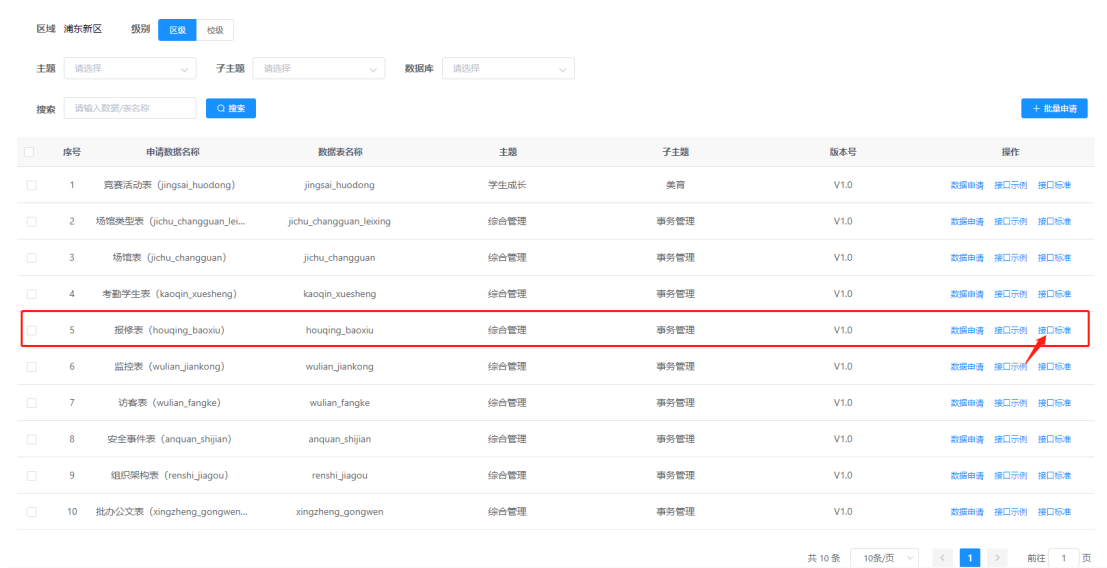 区域 浦东新区 级别 区级 校级
主题 请选择 子主题 请选择 数据库 请选择
搜索 请输入数据/表名称 搜索 + 批量申请
序号 申请数据名称 数据表名称 主题 子主题 版本号 操作
1 竞赛活动表（jingsai_huodong） jingsai_huodong 学生成长 美育 V1.0 数据申请 接口示例 接口标准
2 场馆类型表（jichu_changguan_lei... jichu_changguan_leixing 综合管理 事务管理 V1.0 数据申请 接口示例 接口标准
3 场馆表（jichu_changguan） jichu_changguan 综合管理 事务管理 V1.0 数据申请 接口示例 接口标准
4 考勤学生表（kaoqin_xuesheng） kaoqin_xuesheng 综合管理 事务管理 V1.0 数据申请 接口示例 接口标准
5 报修表（houqing_baoxiu） houqing_baoxiu 综合管理 事务管理 V1.0 数据申请 接口示例 接口标准
6 监控表（wulian_jiankong） wulian_jiankong 综合管理 事务管理 V1.0 数据申请 接口示例 接口标准
7 访客表（wulian_fangke） wulian_fangke 综合管理 事务管理 V1.0 数据申请 接口示例 接口标准
8 安全事件表（anquan_shijian） anquan_shijian 综合管理 事务管理 V1.0 数据申请 接口示例 接口标准
9 组织架构表（renshi_jiagou） renshi_jiagou 综合管理 事务管理 V1.0 数据申请 接口示例 接口标准
10 批办公文表（xingzheng_gongwen... xingzheng_gongwen 综合管理 事务管理 V1.0 数据申请 接口示例 接口标准
共 10 条 10条/页 < 1 > 前往 1 页